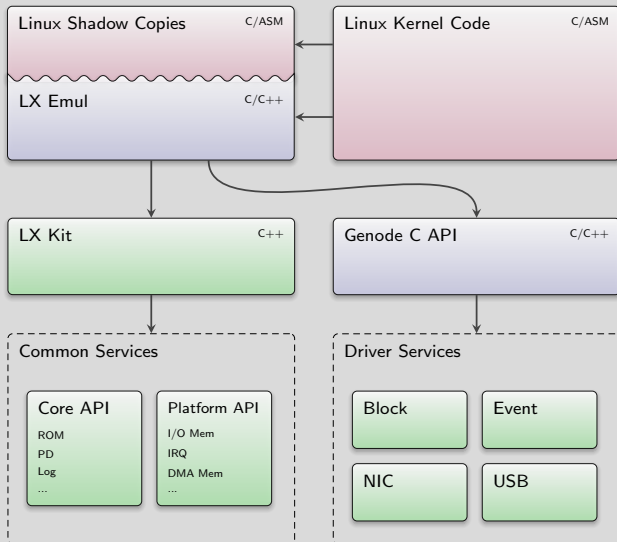 Linux Shadow Copies C/ASM
Linux Kernel Code C/ASM
LX Emul C/C++
LX Kit C++
Genode C API C/C++
Common Services
Core API
ROM
PD
Log
...
Platform API
I/O Mem
IRQ
DMA Mem
...
Driver Services
Block
Event
NIC
USB